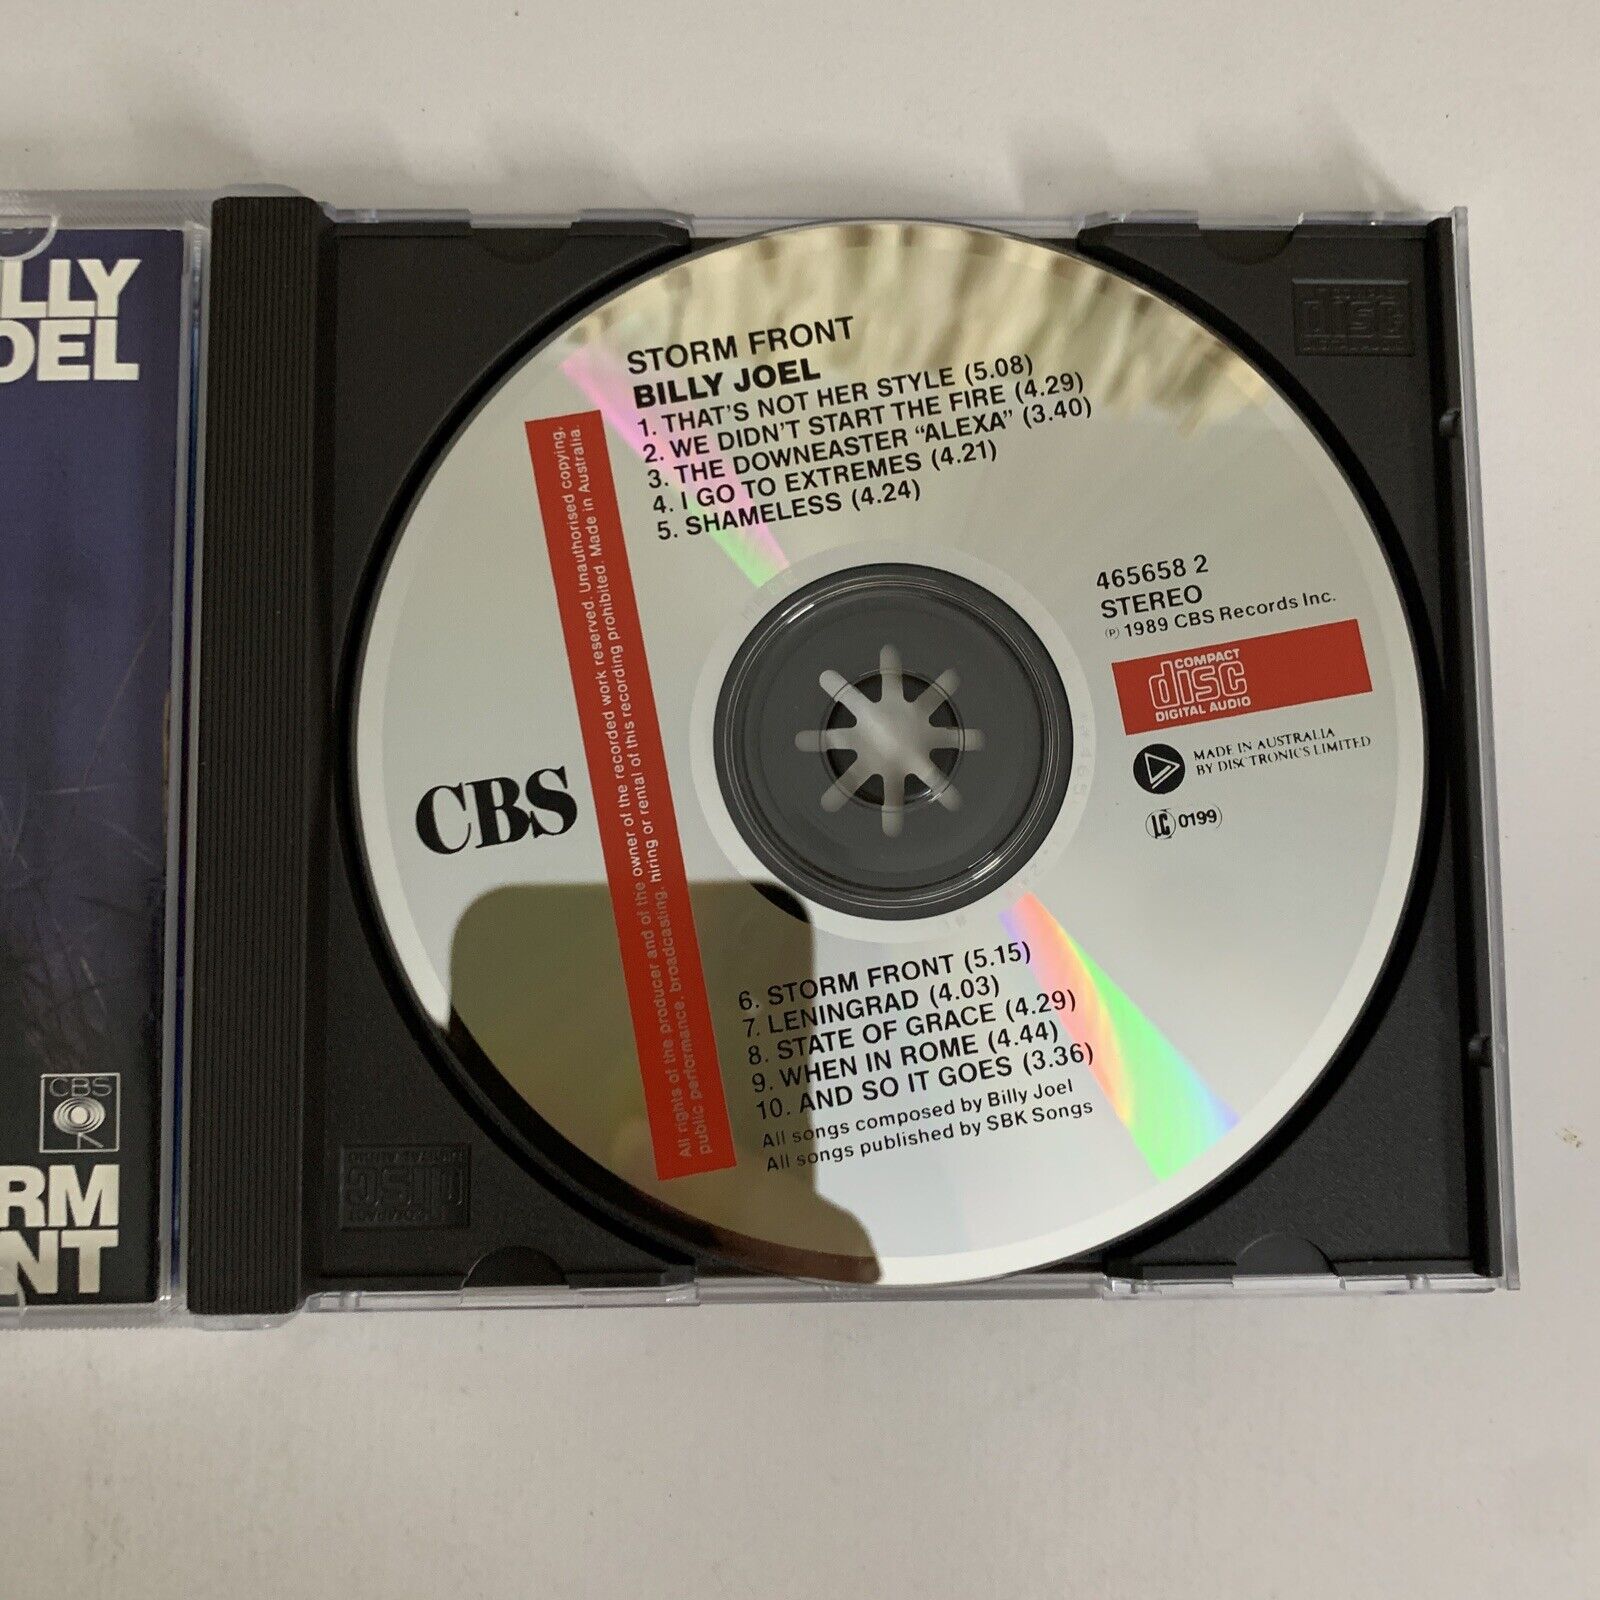 ILLY
OEL
CBS
RM
NT
STORM FRONT
BILLY JOEL
1. THAT'S NOT HER STYLE (5.08)
2. WE DIDN'T START THE FIRE (4.29)
3. THE DOWNEASTER “ALEXA” (3.40)
4. I GO TO EXTREMES (4.21)
5. SHAMELESS (4.24)
All rights of the producer and of the owner of the recorded work reserved. Unauthorised copying,
public performance, broadcasting, hiring or rental of this recording prohibited. Made in Australia.
CBS
465658 2
STEREO
℗ 1989 CBS Records Inc.
COMPACT
disc
DIGITAL AUDIO
MADE IN AUSTRALIA
BY DISCTRONICS LIMITED
LC 0199
6. STORM FRONT (5.15)
7. LENINGRAD (4.03)
8. STATE OF GRACE (4.29)
9. WHEN IN ROME (4.44)
10. AND SO IT GOES (3.36)
All songs composed by Billy Joel
All songs published by SBK Songs